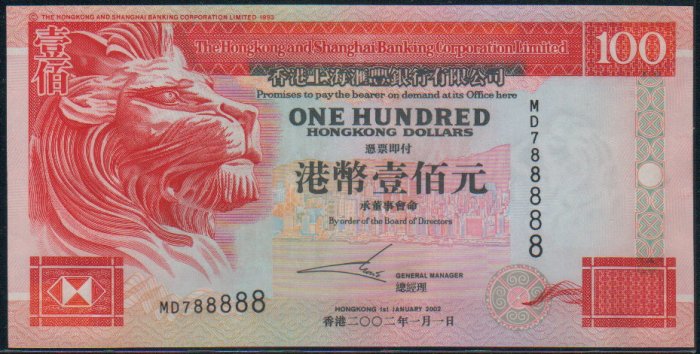 © THE HONGKONG AND SHANGHAI BANKING CORPORATION LIMITED 1993
壹佰
The Hongkong and Shanghai Banking Corporation Limited
100
香港上海滙豐銀行有限公司
Promises to pay the bearer on demand at its Office here
ONE HUNDRED
HONGKONG DOLLARS
憑票即付
港幣壹佰元
承董事會命
By order of the Board of Directors
MD788888
GENERAL MANAGER
總經理
MD788888
HONGKONG 1st JANUARY 2002
香港二〇〇二年一月一日